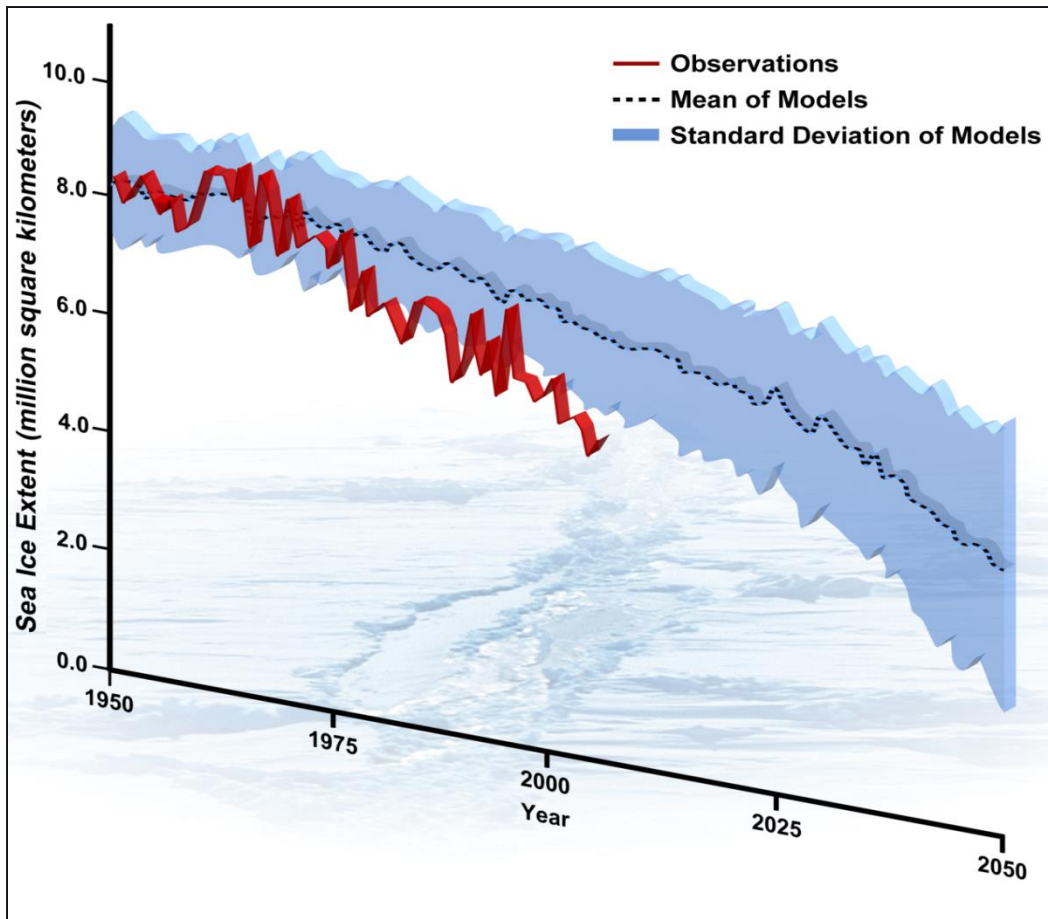 Observations
Mean of Models
Standard Deviation of Models
Sea Ice Extent (million square kilometers)
10.0
8.0
6.0
4.0
2.0
0.0
1950
1975
2000
2025
2050
Year